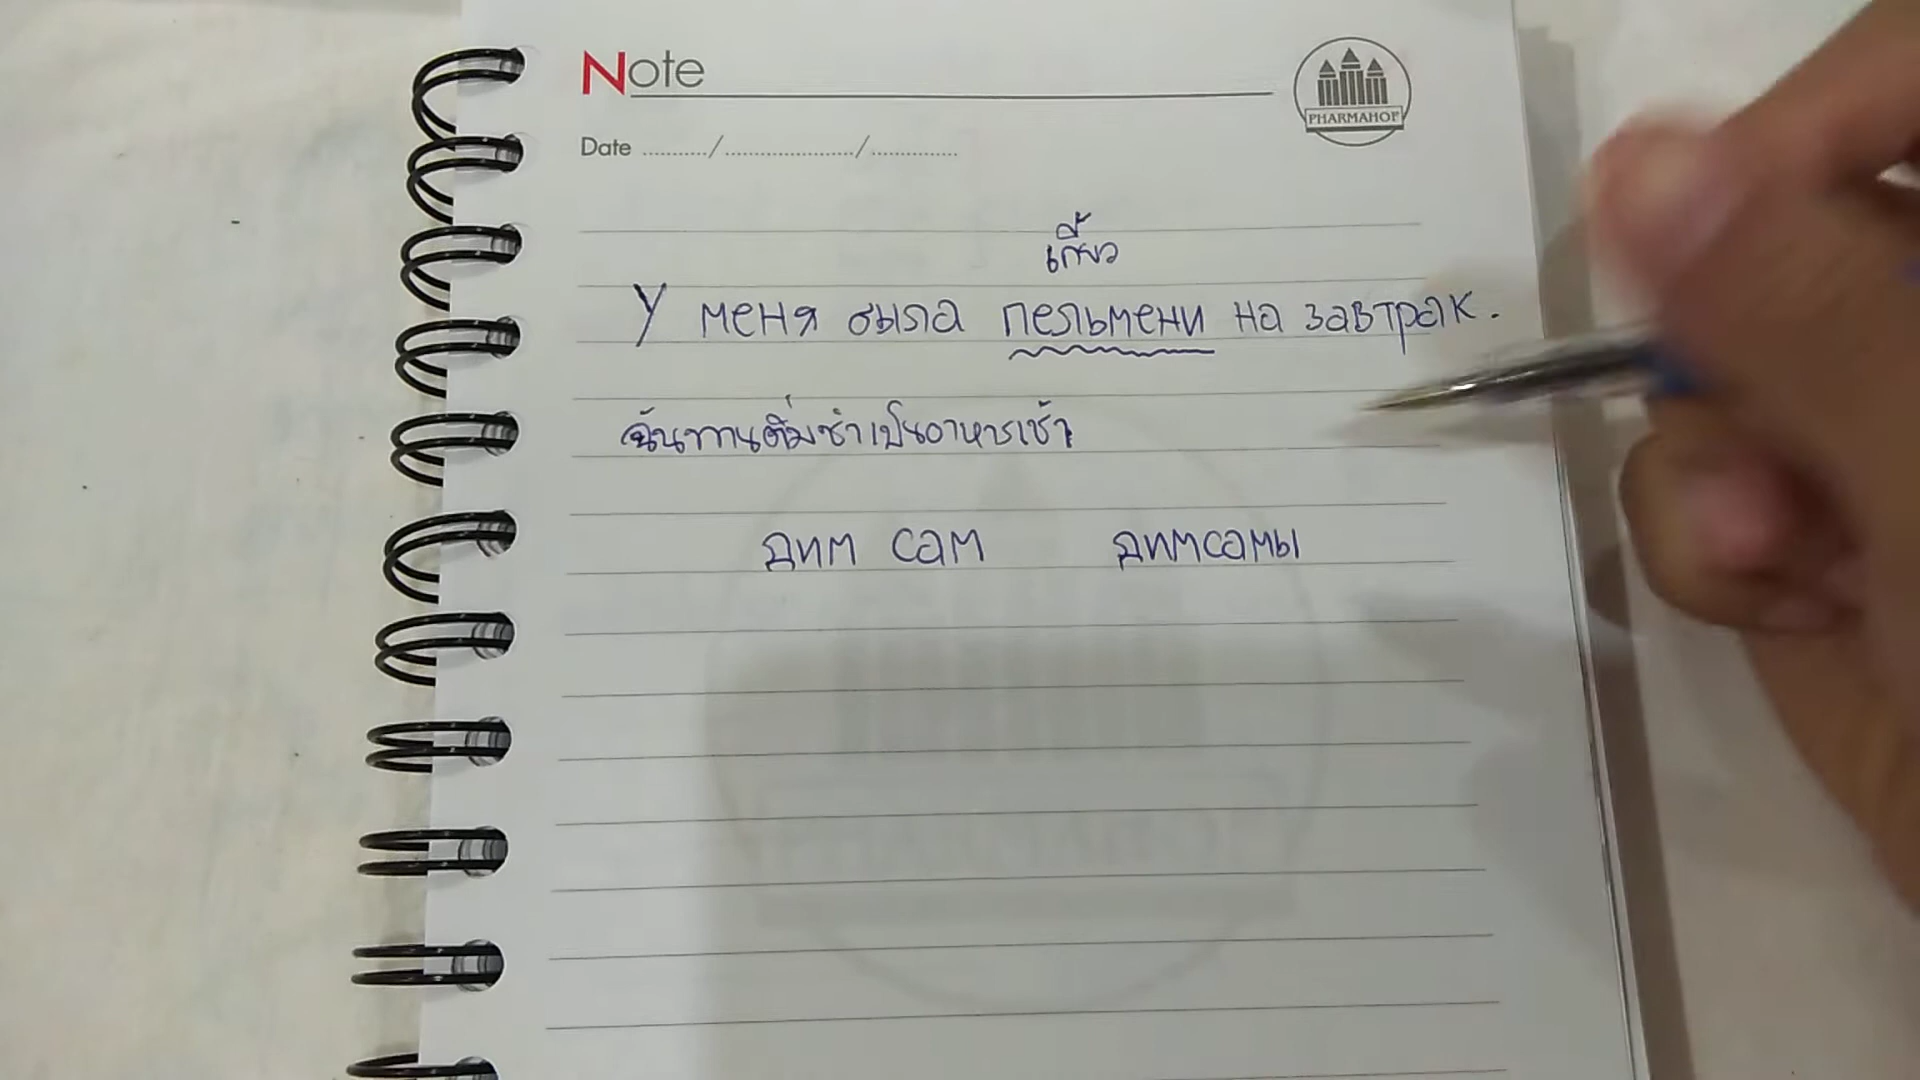 Note
PHARMAHOF
Date ........../..................../.............
เกี๊ยว
У меня была пельмени на завтрак.
ฉันทานติ่มซำเป็นอาหารเช้า
дим сам димсамы